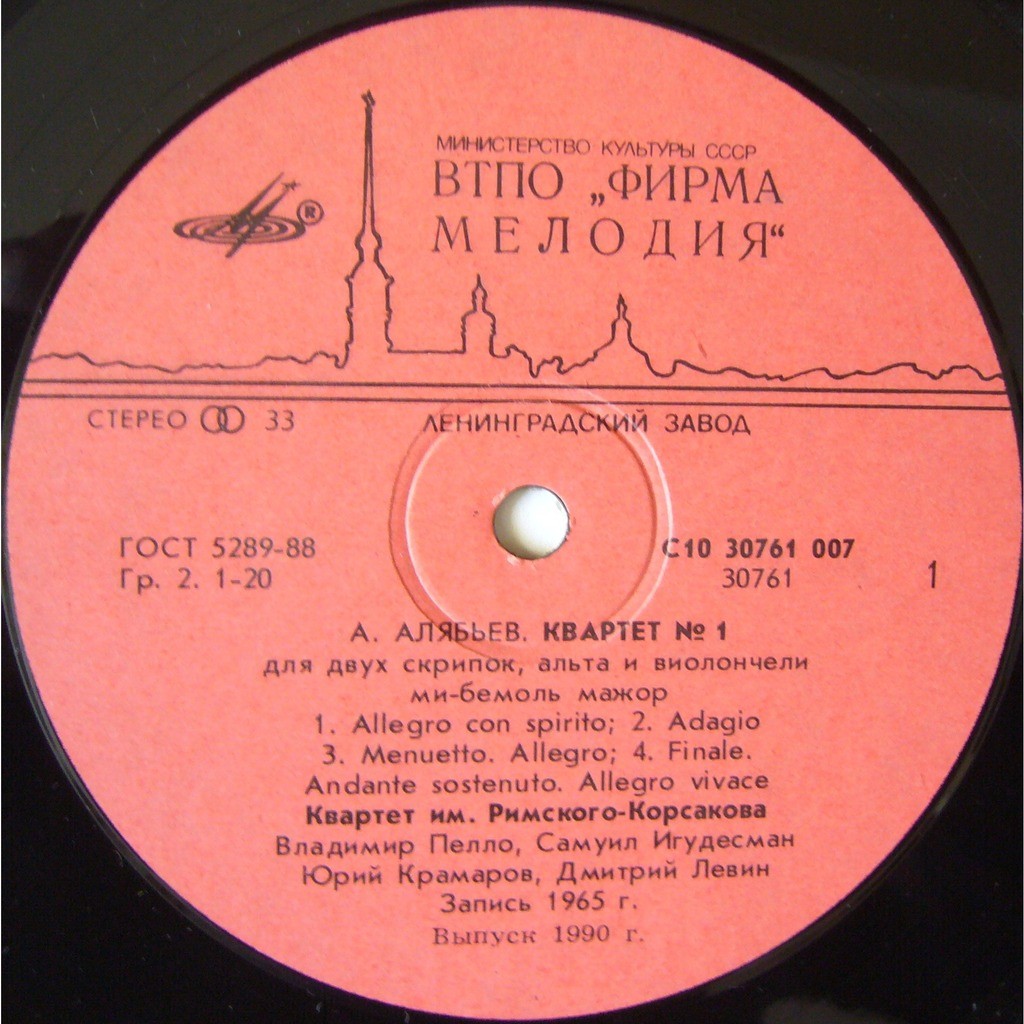 МИНИСТЕРСТВО КУЛЬТУРЫ СССР
ВТПО „ФИРМА
МЕЛОДИЯ“
®
СТЕРЕО 33
ЛЕНИНГРАДСКИЙ ЗАВОД
ГОСТ 5289-88
Гр. 2. 1-20
С10 30761 007
30761
1
А. АЛЯБЬЕВ. КВАРТЕТ № 1
для двух скрипок, альта и виолончели
ми-бемоль мажор
1. Allegro con spirito; 2. Adagio
3. Menuetto. Allegro; 4. Finale.
Andante sostenuto. Allegro vivace
Квартет им. Римского-Корсакова
Владимир Пелло, Самуил Игудесман
Юрий Крамаров, Дмитрий Левин
Запись 1965 г.
Выпуск 1990 г.